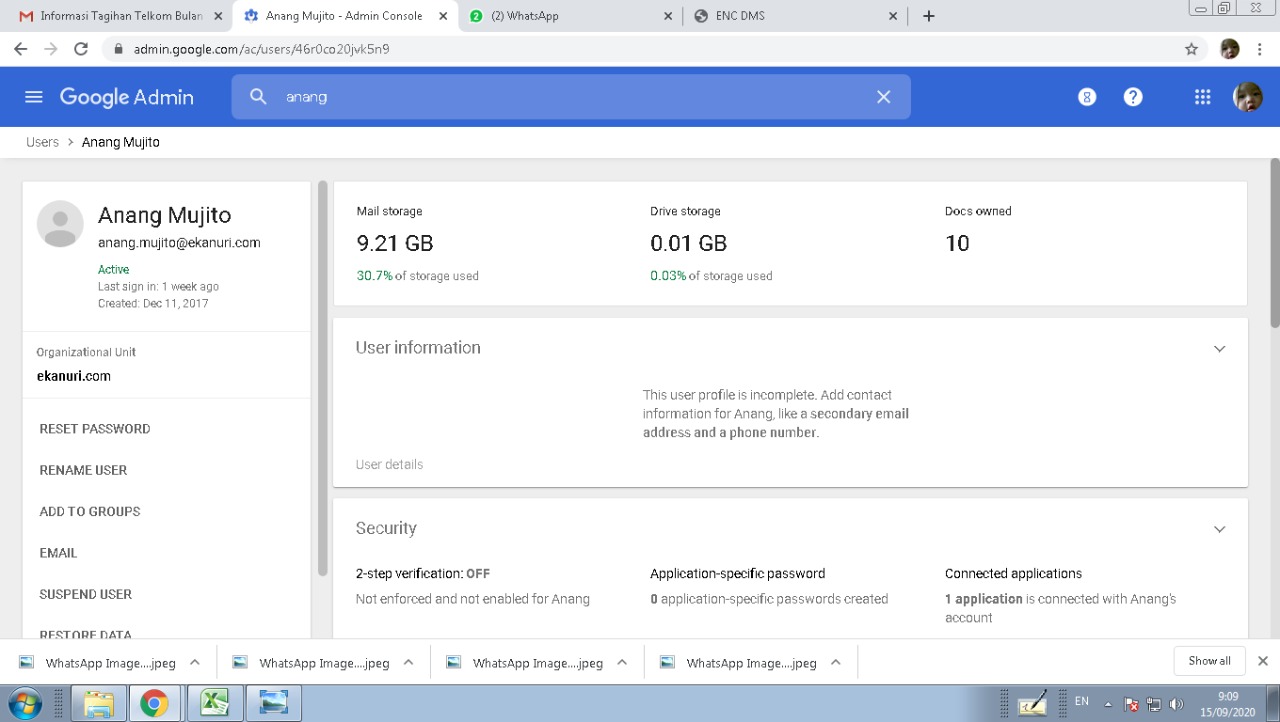 Informasi Tagihan Telkom Bulan
Anang Mujito - Admin Console
(2) WhatsApp
ENC DMS
admin.google.com/ac/users/46r0co20jvk5n9
Google Admin
anang
Users > Anang Mujito
Anang Mujito
anang.mujito@ekanuri.com
Active
Last sign in: 1 week ago
Created: Dec 11, 2017
Organizational Unit
ekanuri.com
RESET PASSWORD
RENAME USER
ADD TO GROUPS
EMAIL
SUSPEND USER
RESTORE DATA
Mail storage
9.21 GB
30.7% of storage used
Drive storage
0.01 GB
0.03% of storage used
Docs owned
10
User information
This user profile is incomplete. Add contact
information for Anang, like a secondary email
address and a phone number.
User details
Security
2-step verification: OFF
Not enforced and not enabled for Anang
Application-specific password
0 application-specific passwords created
Connected applications
1 application is connected with Anang's
account
WhatsApp Image....jpeg
WhatsApp Image....jpeg
WhatsApp Image....jpeg
WhatsApp Image....jpeg
Show all
EN
9:09
15/09/2020